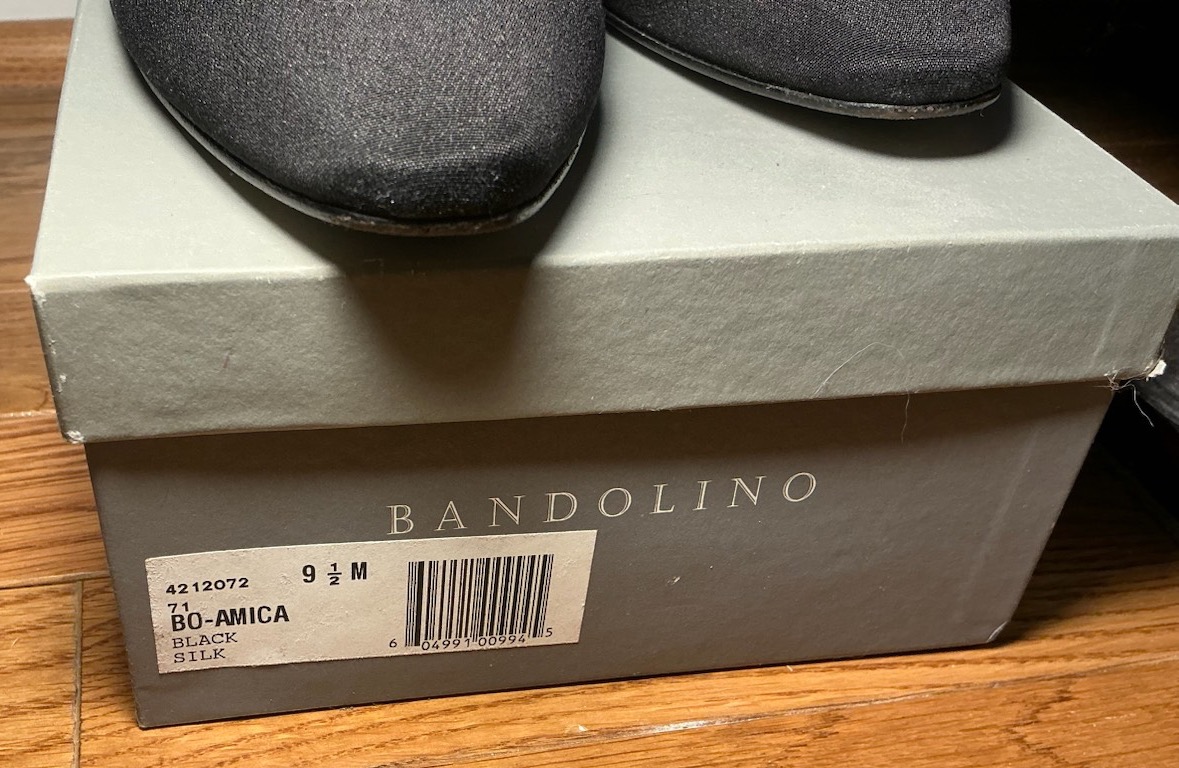 BANDOLINO
4212072 9 ½ M
71
BO-AMICA
BLACK
SILK
6 04991 00994 5